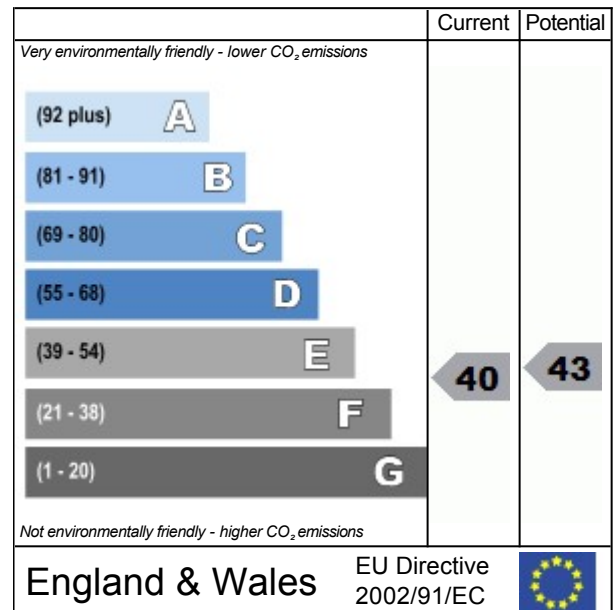 Current Potential
Very environmentally friendly - lower CO₂ emissions
(92 plus) A
(81 - 91) B
(69 - 80) C
(55 - 68) D
(39 - 54) E
40 43
(21 - 38) F
(1 - 20) G
Not environmentally friendly - higher CO₂ emissions
England & Wales
EU Directive
2002/91/EC